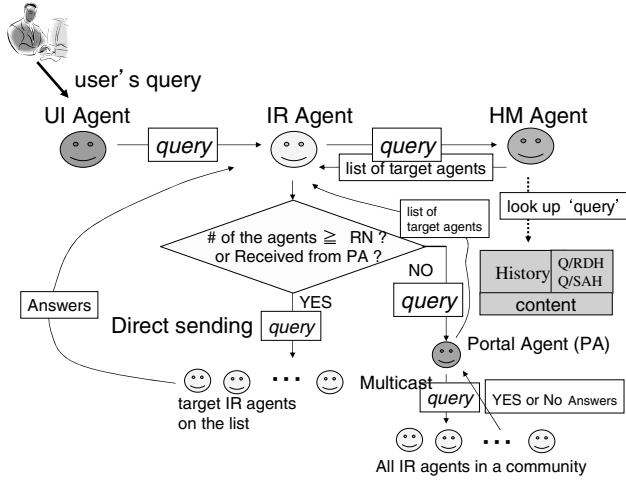 user's query
UI Agent
IR Agent
HM Agent
query
query
list of target agents
look up 'query'
list of
target agents
# of the agents ≧ RN ?
or Received from PA ?
History
Q/RDH
Q/SAH
content
NO
query
YES
Answers
Direct sending
query
Portal Agent (PA)
Multicast
target IR agents
on the list
query
YES or No Answers
All IR agents in a community